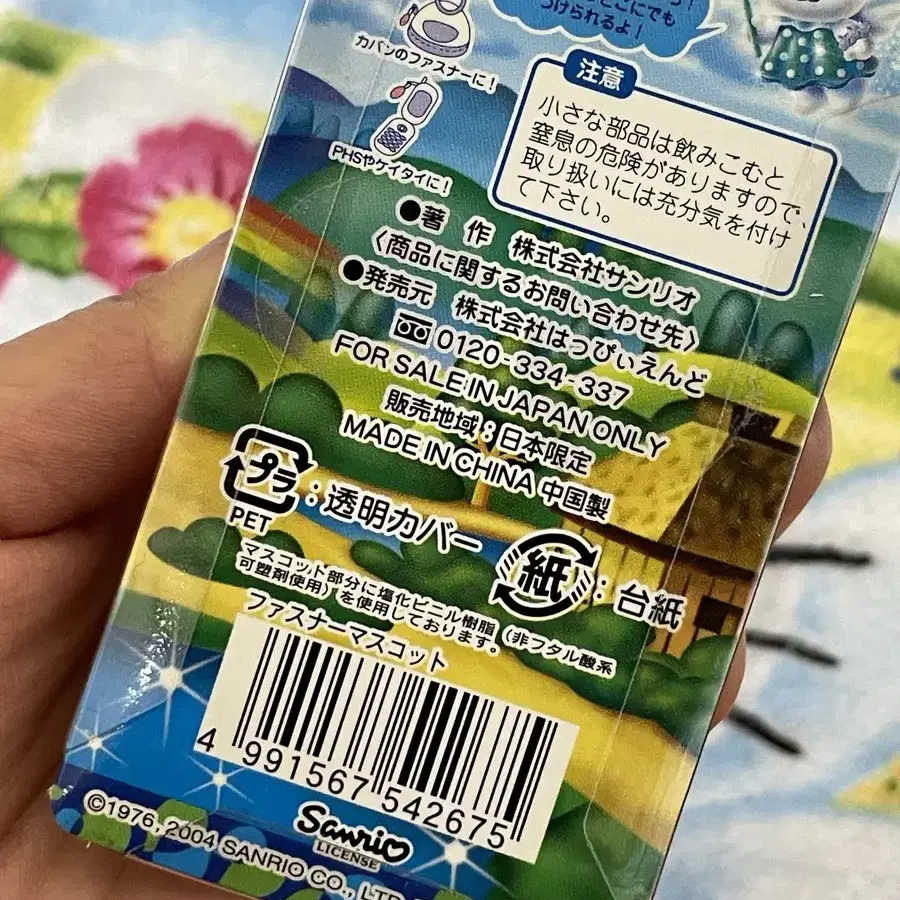 どこにでも
つけられるよ！
カバンのファスナーに！
PHSやケイタイに！
注意
小さな部品は飲みこむと
窒息の危険がありますので、
取り扱いには充分気を付け
て下さい。
●著 作 株式会社サンリオ
〈商品に関するお問い合わせ先〉
●発売元 株式会社はっぴぃえんど
0120-334-337
FOR SALE IN JAPAN ONLY
販売地域：日本限定
MADE IN CHINA 中国製
プラ：透明カバー
PET
紙：台紙
マスコット部分に塩化ビニル樹脂（非フタル酸系
可塑剤使用）を使用しております。
ファスナーマスコット
4 991567 542675
Sanrio
LICENSE
©1976, 2004 SANRIO CO., LTD.